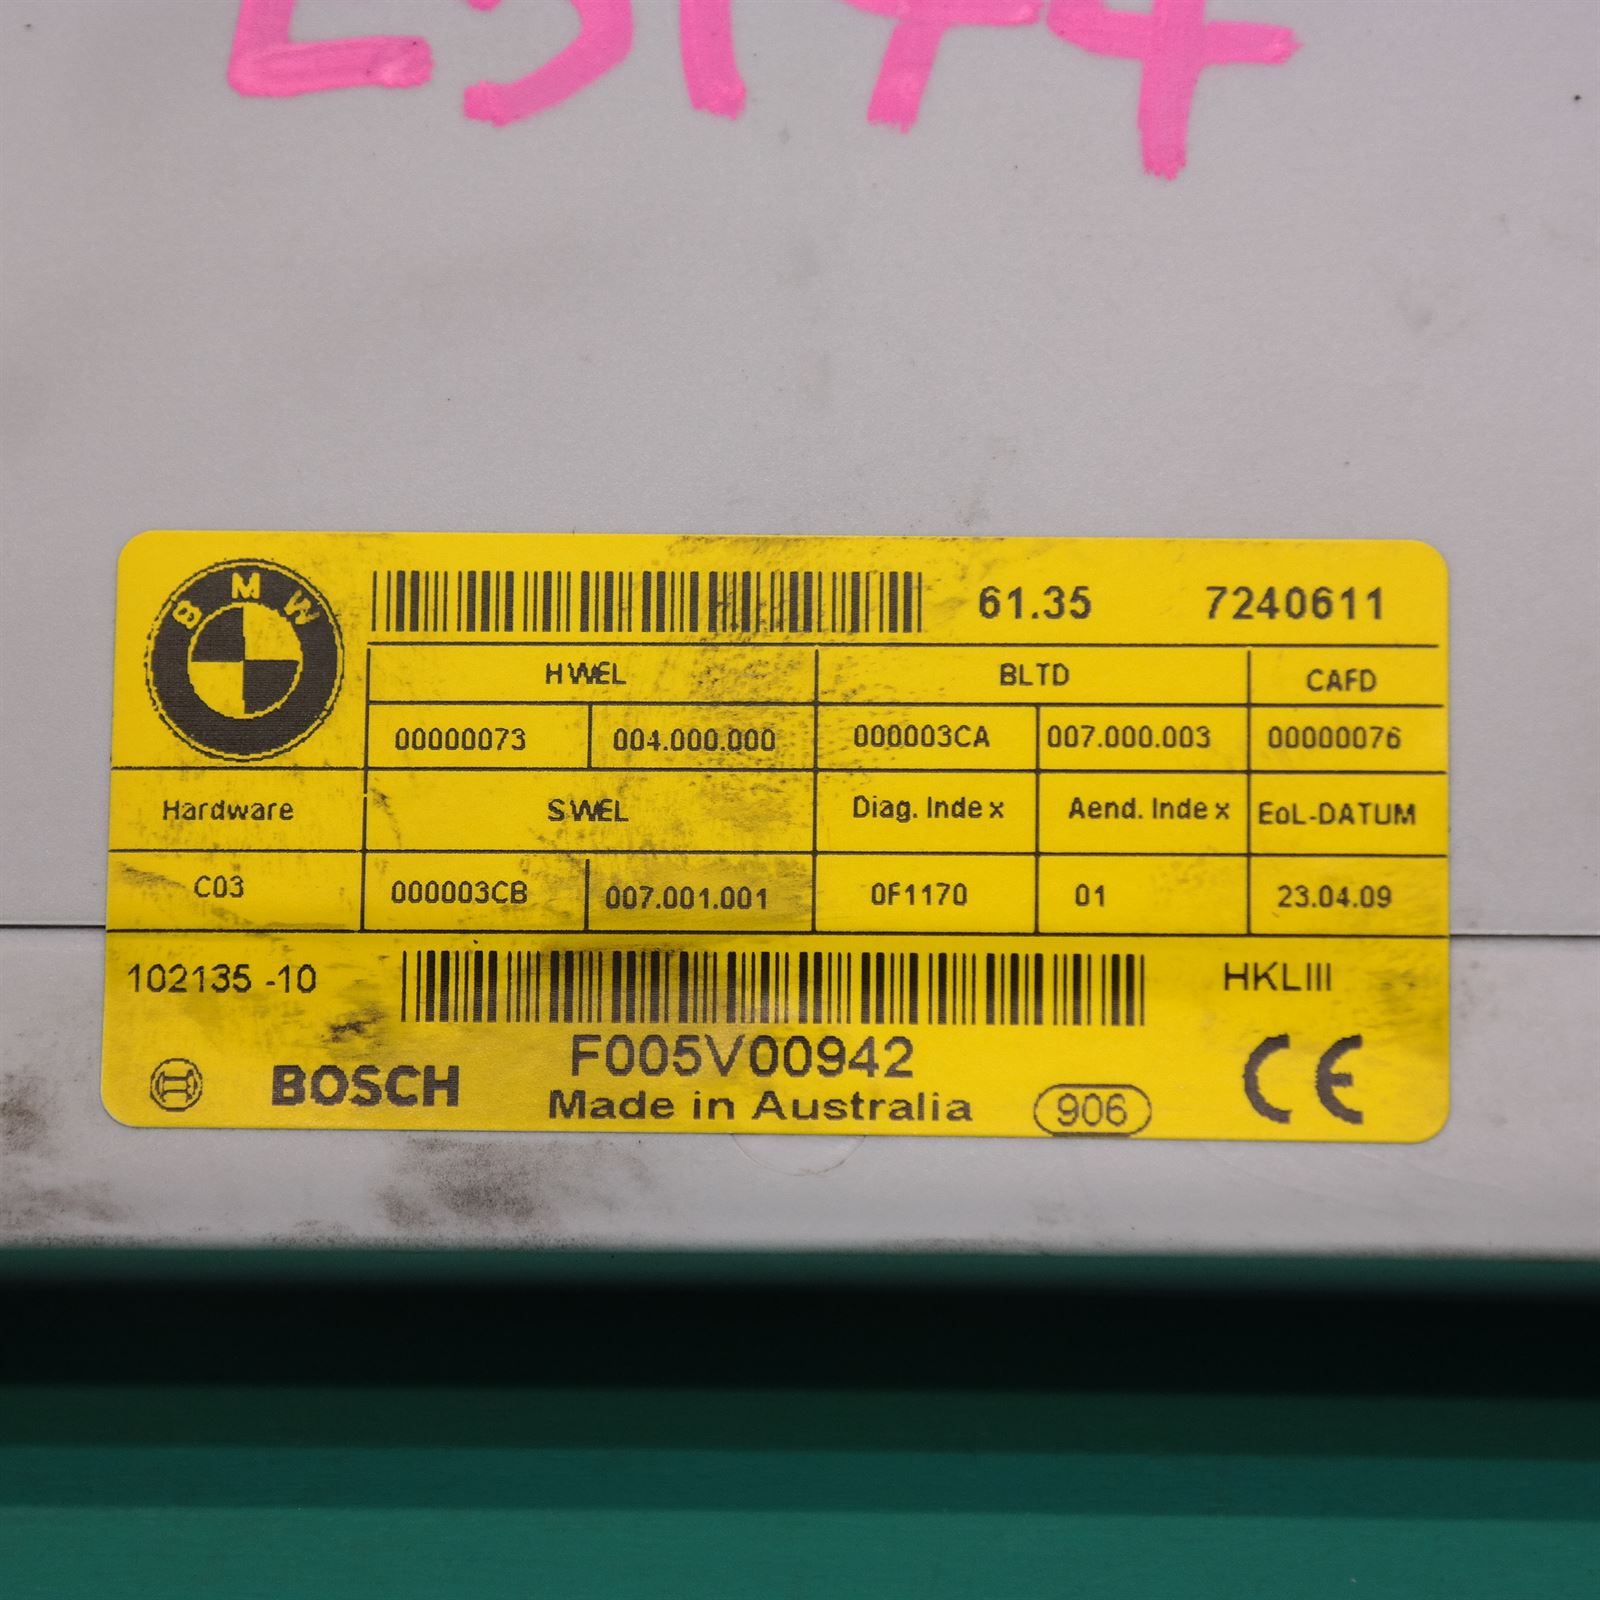 BMW
61.35 7240611
HWEL BLTD CAFD
00000073 004.000.000 000003CA 007.000.003 00000076
Hardware SWEL Diag. Index Aend. Index EoL-DATUM
C03 000003CB 007.001.001 0F1170 01 23.04.09
102135 -10 HKLIII
F005V00942
BOSCH Made in Australia 906 CE